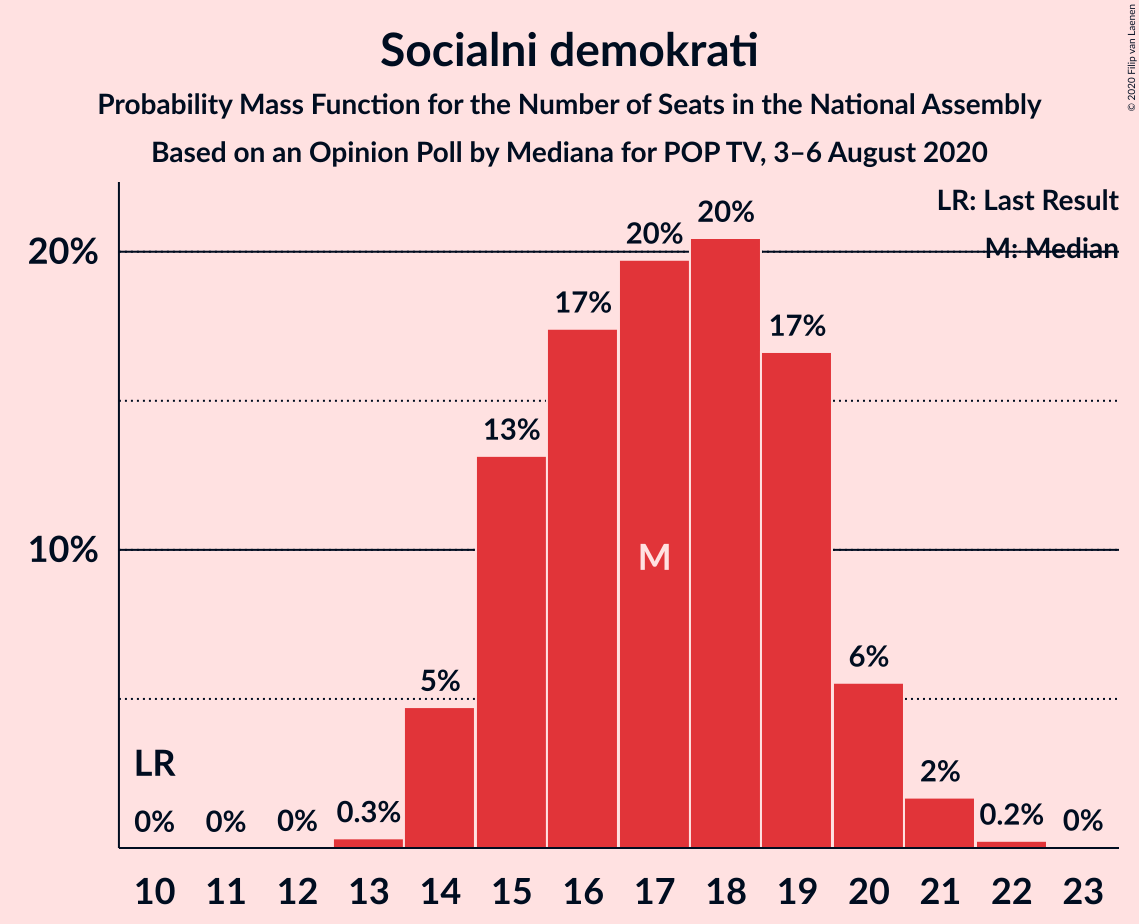 Socialni demokrati
Probability Mass Function for the Number of Seats in the National Assembly
Based on an Opinion Poll by Mediana for POP TV, 3–6 August 2020
© 2020 Filip van Laenen
LR: Last Result
M: Median
20%
10%
LR
0%
0%
0%
0.3%
5%
13%
17%
20%
20%
17%
6%
2%
0.2%
0%
M
10 11 12 13 14 15 16 17 18 19 20 21 22 23